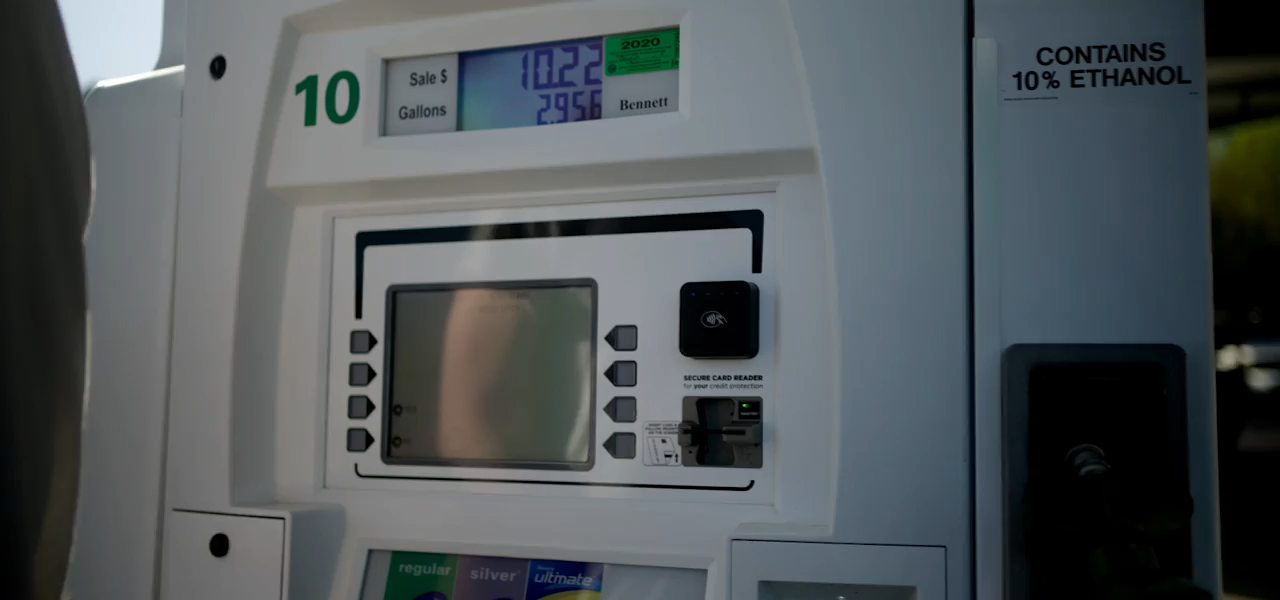 10
Sale $
10.22
2020
Gallons
2.956
Bennett
CONTAINS
10% ETHANOL
SECURE CARD READER
for your credit protection
regular
silver
ultimate